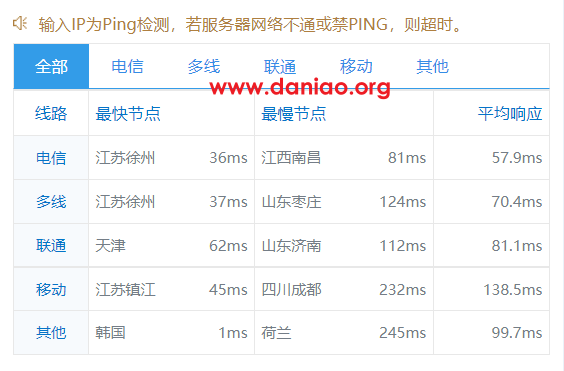 输入IP为Ping检测，若服务器网络不通或禁PING，则超时。
全部 电信 多线 联通 移动 其他
www.daniao.org
线路 最快节点 最慢节点 平均响应
电信 江苏徐州 36ms 江西南昌 81ms 57.9ms
多线 江苏徐州 37ms 山东枣庄 124ms 70.4ms
联通 天津 62ms 山东济南 112ms 81.1ms
移动 江苏镇江 45ms 四川成都 232ms 138.5ms
其他 韩国 1ms 荷兰 245ms 99.7ms